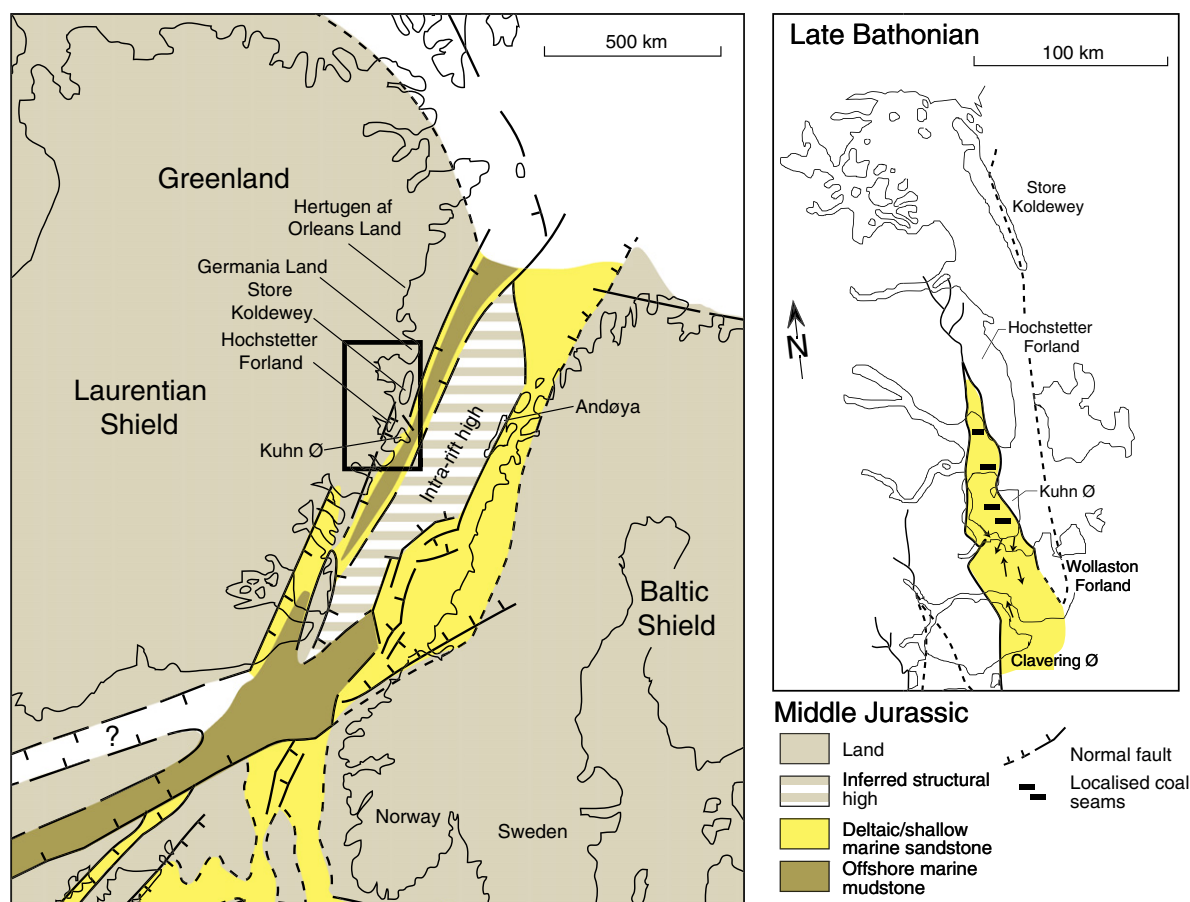 500 km
Greenland
Hertugen af
Orleans Land
Germania Land
Store
Koldewey
Hochstetter
Forland
Laurentian
Shield
Kuhn Ø
Intra-rift high
Andøya
Baltic
Shield
?
Norway
Sweden
Late Bathonian
100 km
Store
Koldewey
N
Hochstetter
Forland
Kuhn Ø
Wollaston
Forland
Clavering Ø
Middle Jurassic
Land
Inferred structural
high
Deltaic/shallow
marine sandstone
Offshore marine
mudstone
Normal fault
Localised coal
seams